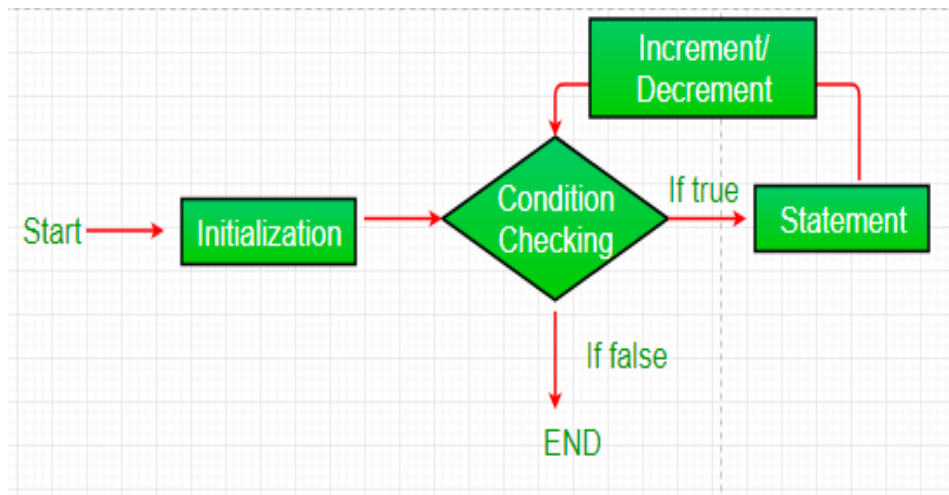 Increment/
Decrement
Start
Initialization
Condition
Checking
If true
Statement
If false
END